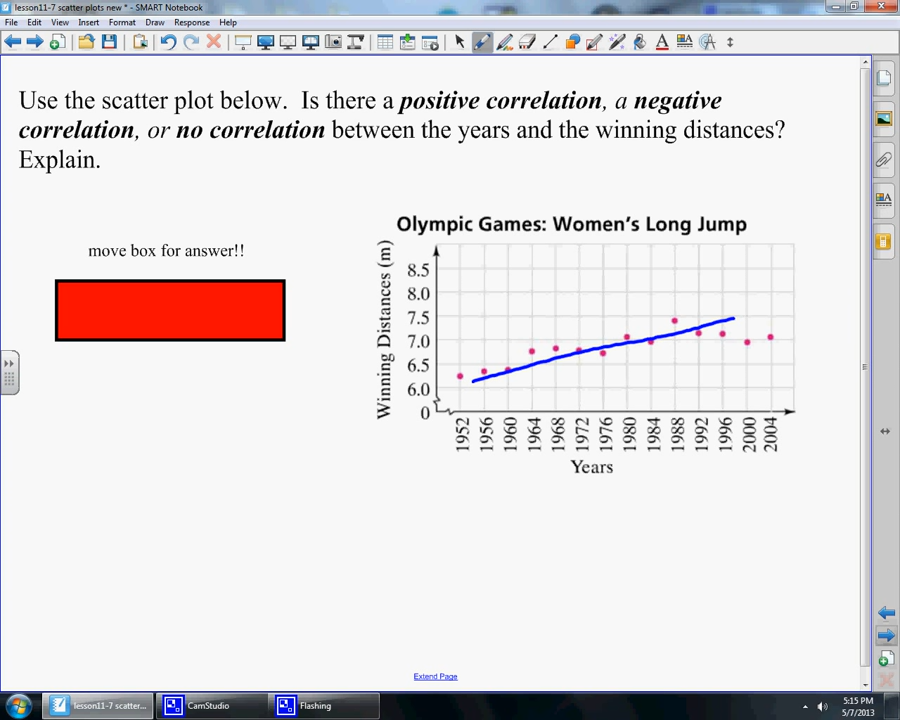 lesson11-7 scatter plots new * - SMART Notebook
File Edit View Insert Format Draw Response Help
Use the scatter plot below. Is there a positive correlation, a negative
correlation, or no correlation between the years and the winning distances?
Explain.
move box for answer!!
Olympic Games: Women's Long Jump
Winning Distances (m)
8.5
8.0
7.5
7.0
6.5
6.0
0
1952 1956 1960 1964 1968 1972 1976 1980 1984 1988 1992 1996 2000 2004
Years
Extend Page
lesson11-7 scatter... CamStudio Flashing
5:15 PM
5/7/2013